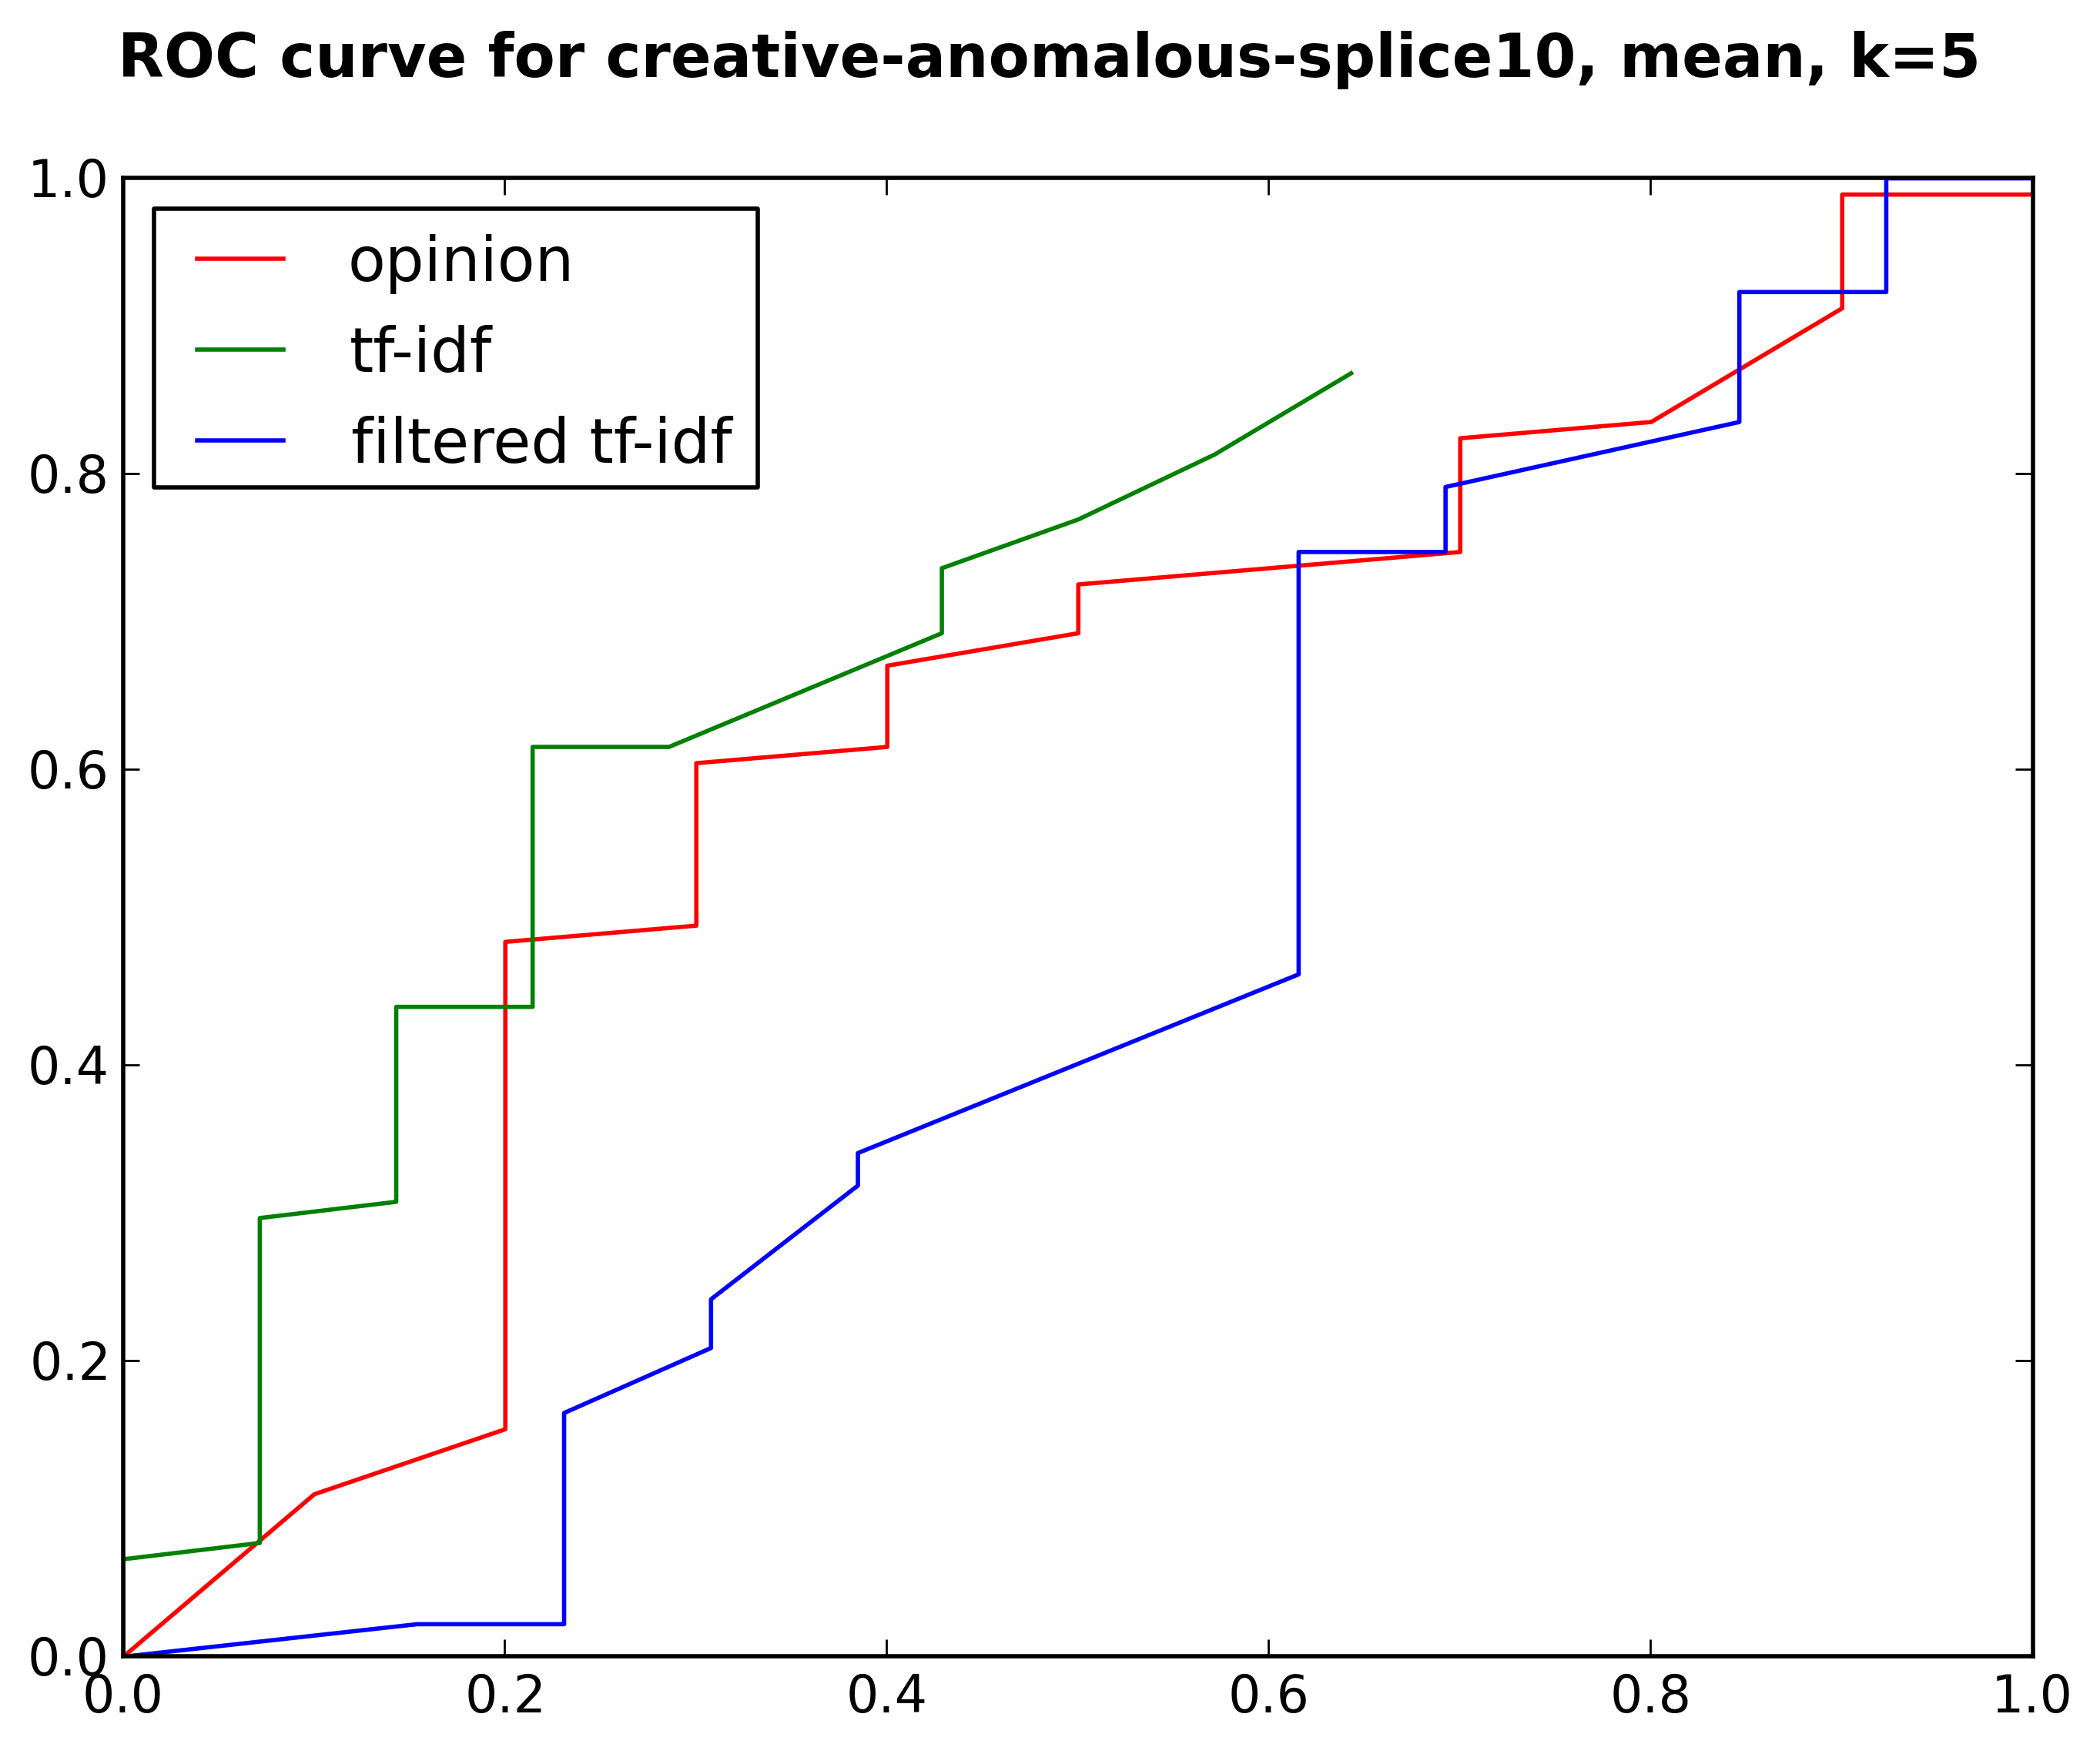 ROC curve for creative-anomalous-splice10, mean, k=5
1.0
opinion
tf-idf
filtered tf-idf
0.8
0.6
0.4
0.2
0.0
0.0 0.2 0.4 0.6 0.8 1.0